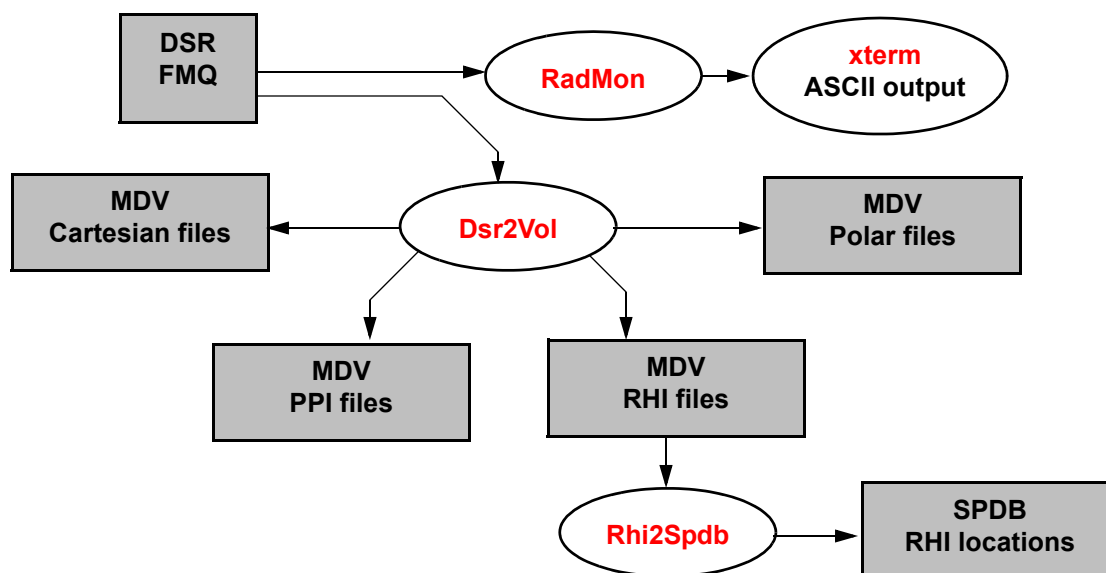 DSR
FMQ
RadMon
xterm
ASCII output
MDV
Cartesian files
Dsr2Vol
MDV
Polar files
MDV
PPI files
MDV
RHI files
Rhi2Spdb
SPDB
RHI locations